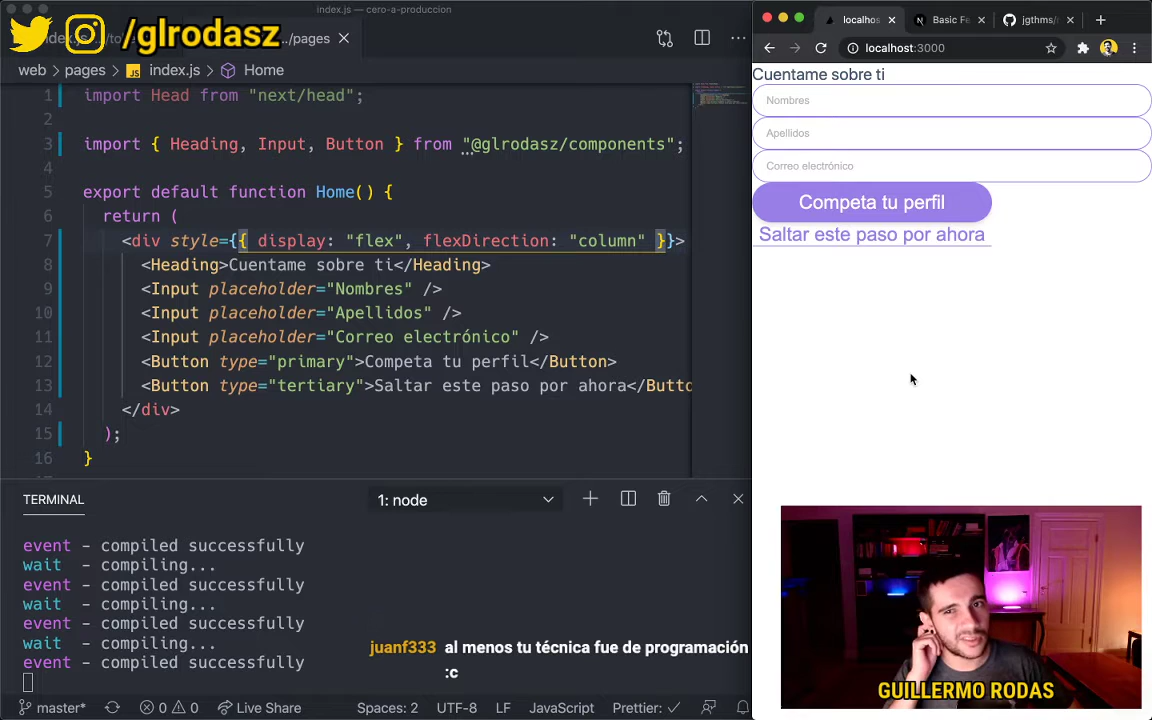 index.js — cero-a-produccion
/glrodasz
.../pages
web
pages
index.js
Home
1 import Head from "next/head";
2
3 import { Heading, Input, Button } from "@glrodasz/components";
4
5 export default function Home() {
6 return (
7 <div style={{ display: "flex", flexDirection: "column" }}>
8 <Heading>Cuentame sobre ti</Heading>
9 <Input placeholder="Nombres" />
10 <Input placeholder="Apellidos" />
11 <Input placeholder="Correo electrónico" />
12 <Button type="primary">Competa tu perfil</Button>
13 <Button type="tertiary">Saltar este paso por ahora</Butto
14 </div>
15 );
16 }
TERMINAL
1: node
event - compiled successfully
wait - compiling...
event - compiled successfully
wait - compiling...
event - compiled successfully
wait - compiling...
event - compiled successfully
juanf333 al menos tu técnica fue de programación
:c
master*
0
0
Live Share
Spaces: 2
UTF-8
LF
JavaScript
Prettier: ✓
localhos
Basic Fe
jgthms/
localhost:3000
Cuentame sobre ti
Nombres
Apellidos
Correo electrónico
Competa tu perfil
Saltar este paso por ahora
GUILLERMO RODAS